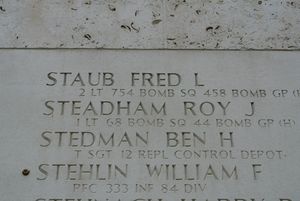 STAUB FRED L
2 LT 754 BOMB SQ 458 BOMB GP (H
STEADHAM ROY J
1 LT 68 BOMB SQ 44 BOMB GP (H)
STEDMAN BEN H
T SGT 12 REPL CONTROL DEPOT
STEHLIN WILLIAM F
PFC 333 INF 84 DIV